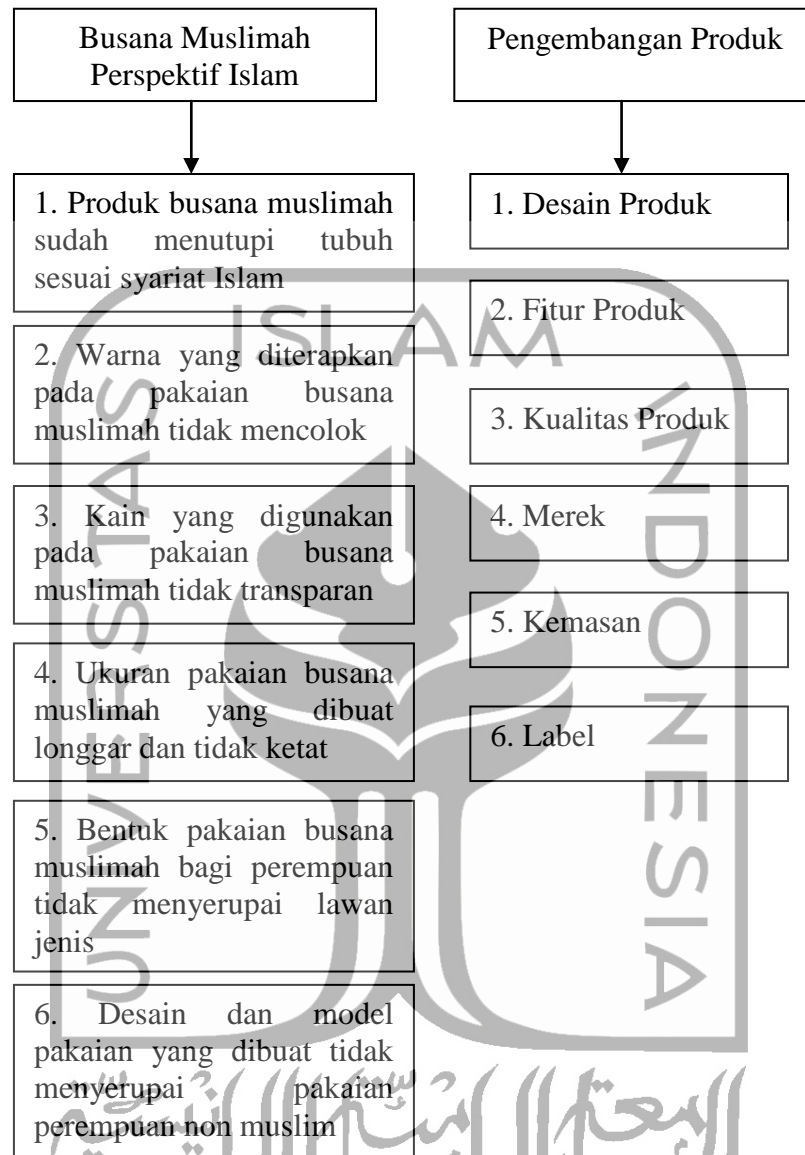 Busana Muslimah
Perspektif Islam
1. Produk busana muslimah
sudah menutupi tubuh
sesuai syariat Islam
2. Warna yang diterapkan
pada pakaian busana
muslimah tidak mencolok
3. Kain yang digunakan
pada pakaian busana
muslimah tidak transparan
4. Ukuran pakaian busana
muslimah yang dibuat
longgar dan tidak ketat
5. Bentuk pakaian busana
muslimah bagi perempuan
tidak menyerupai lawan
jenis
6. Desain dan model
pakaian yang dibuat tidak
menyerupai pakaian
perempuan non muslim
Pengembangan Produk
1. Desain Produk
2. Fitur Produk
3. Kualitas Produk
4. Merek
5. Kemasan
6. Label
UNIVERSITAS
ISLAM
INDONESIA